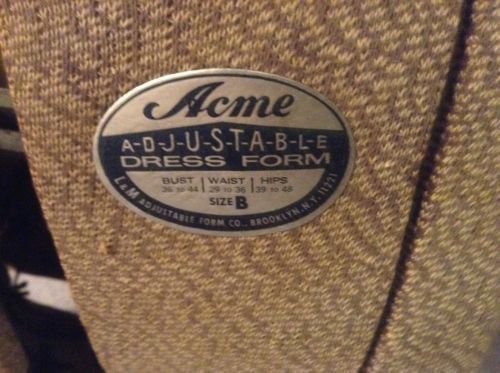 Acme
A-D-J-U-S-T-A-B-L-E
DRESS FORM
BUST WAIST HIPS
36 to 44 29 to 36 39 to 48
SIZE B
L&M ADJUSTABLE FORM CO., BROOKLYN, N.Y. 11221